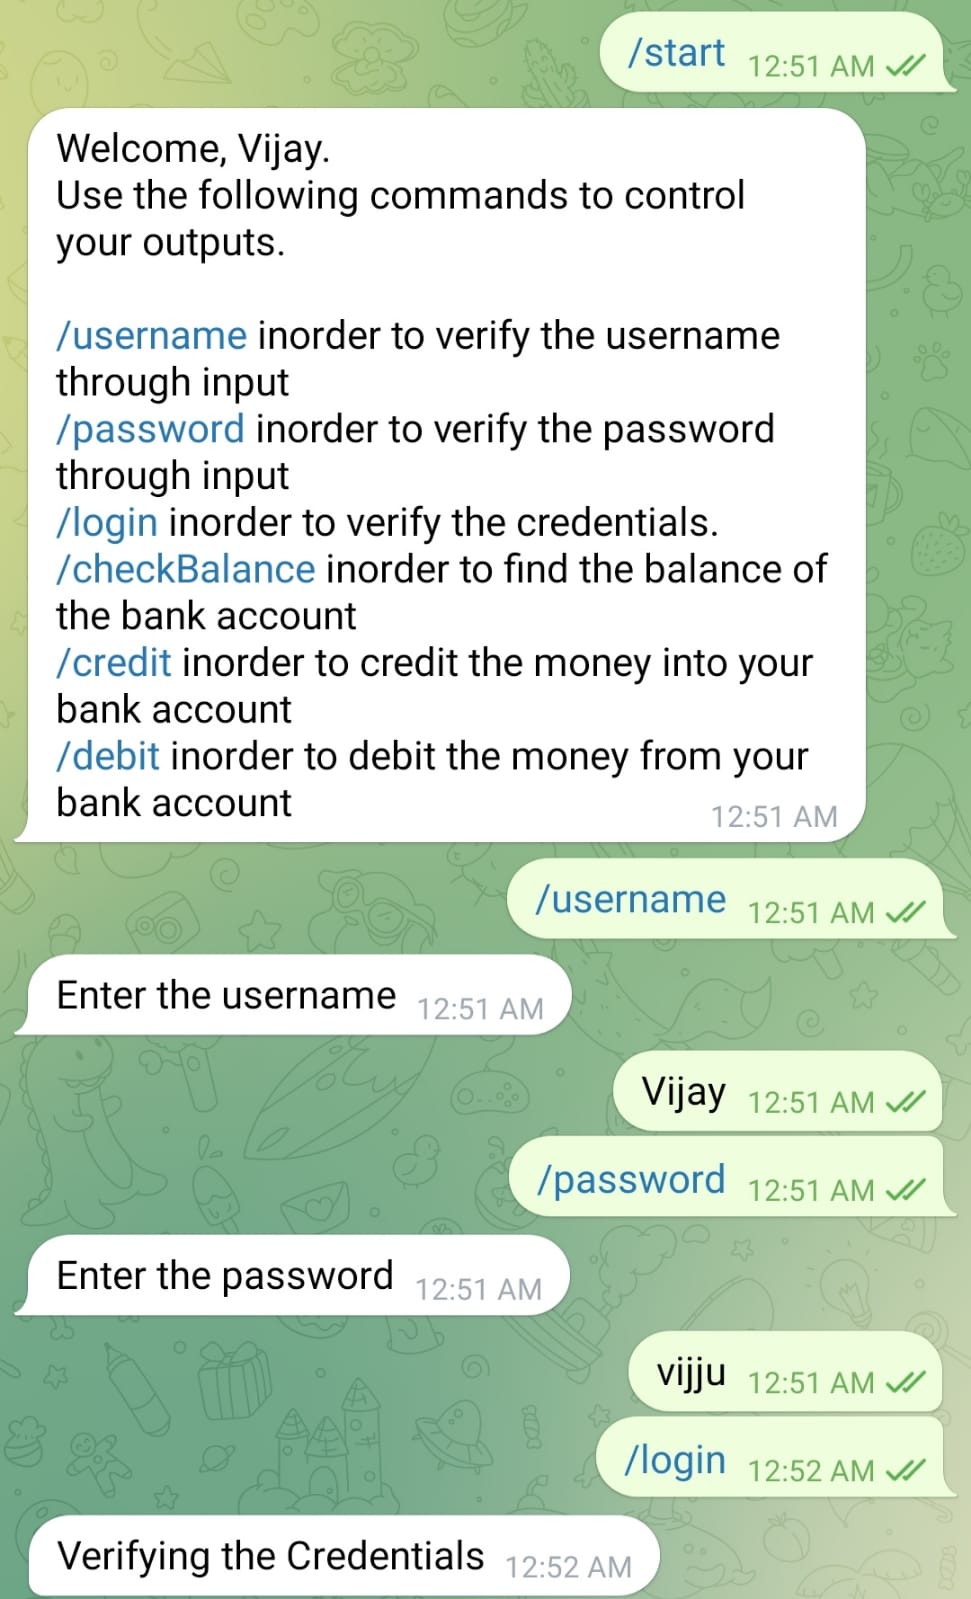 /start 12:51 AM
Welcome, Vijay.
Use the following commands to control
your outputs.
/username inorder to verify the username
through input
/password inorder to verify the password
through input
/login inorder to verify the credentials.
/checkBalance inorder to find the balance of
the bank account
/credit inorder to credit the money into your
bank account
/debit inorder to debit the money from your
bank account
12:51 AM
/username 12:51 AM
Enter the username 12:51 AM
Vijay 12:51 AM
/password 12:51 AM
Enter the password 12:51 AM
vijju 12:51 AM
/login 12:52 AM
Verifying the Credentials 12:52 AM